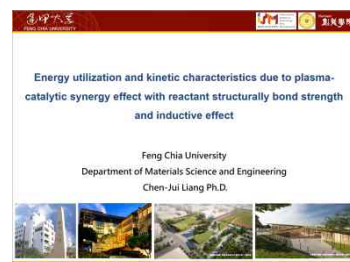 逢甲大學
FENG CHIA UNIVERSITY
Energy utilization and kinetic characteristics due to plasma-
catalytic synergy effect with reactant structurally bond strength
and inductive effect
Feng Chia University
Department of Materials Science and Engineering
Chen-Jui Liang Ph.D.